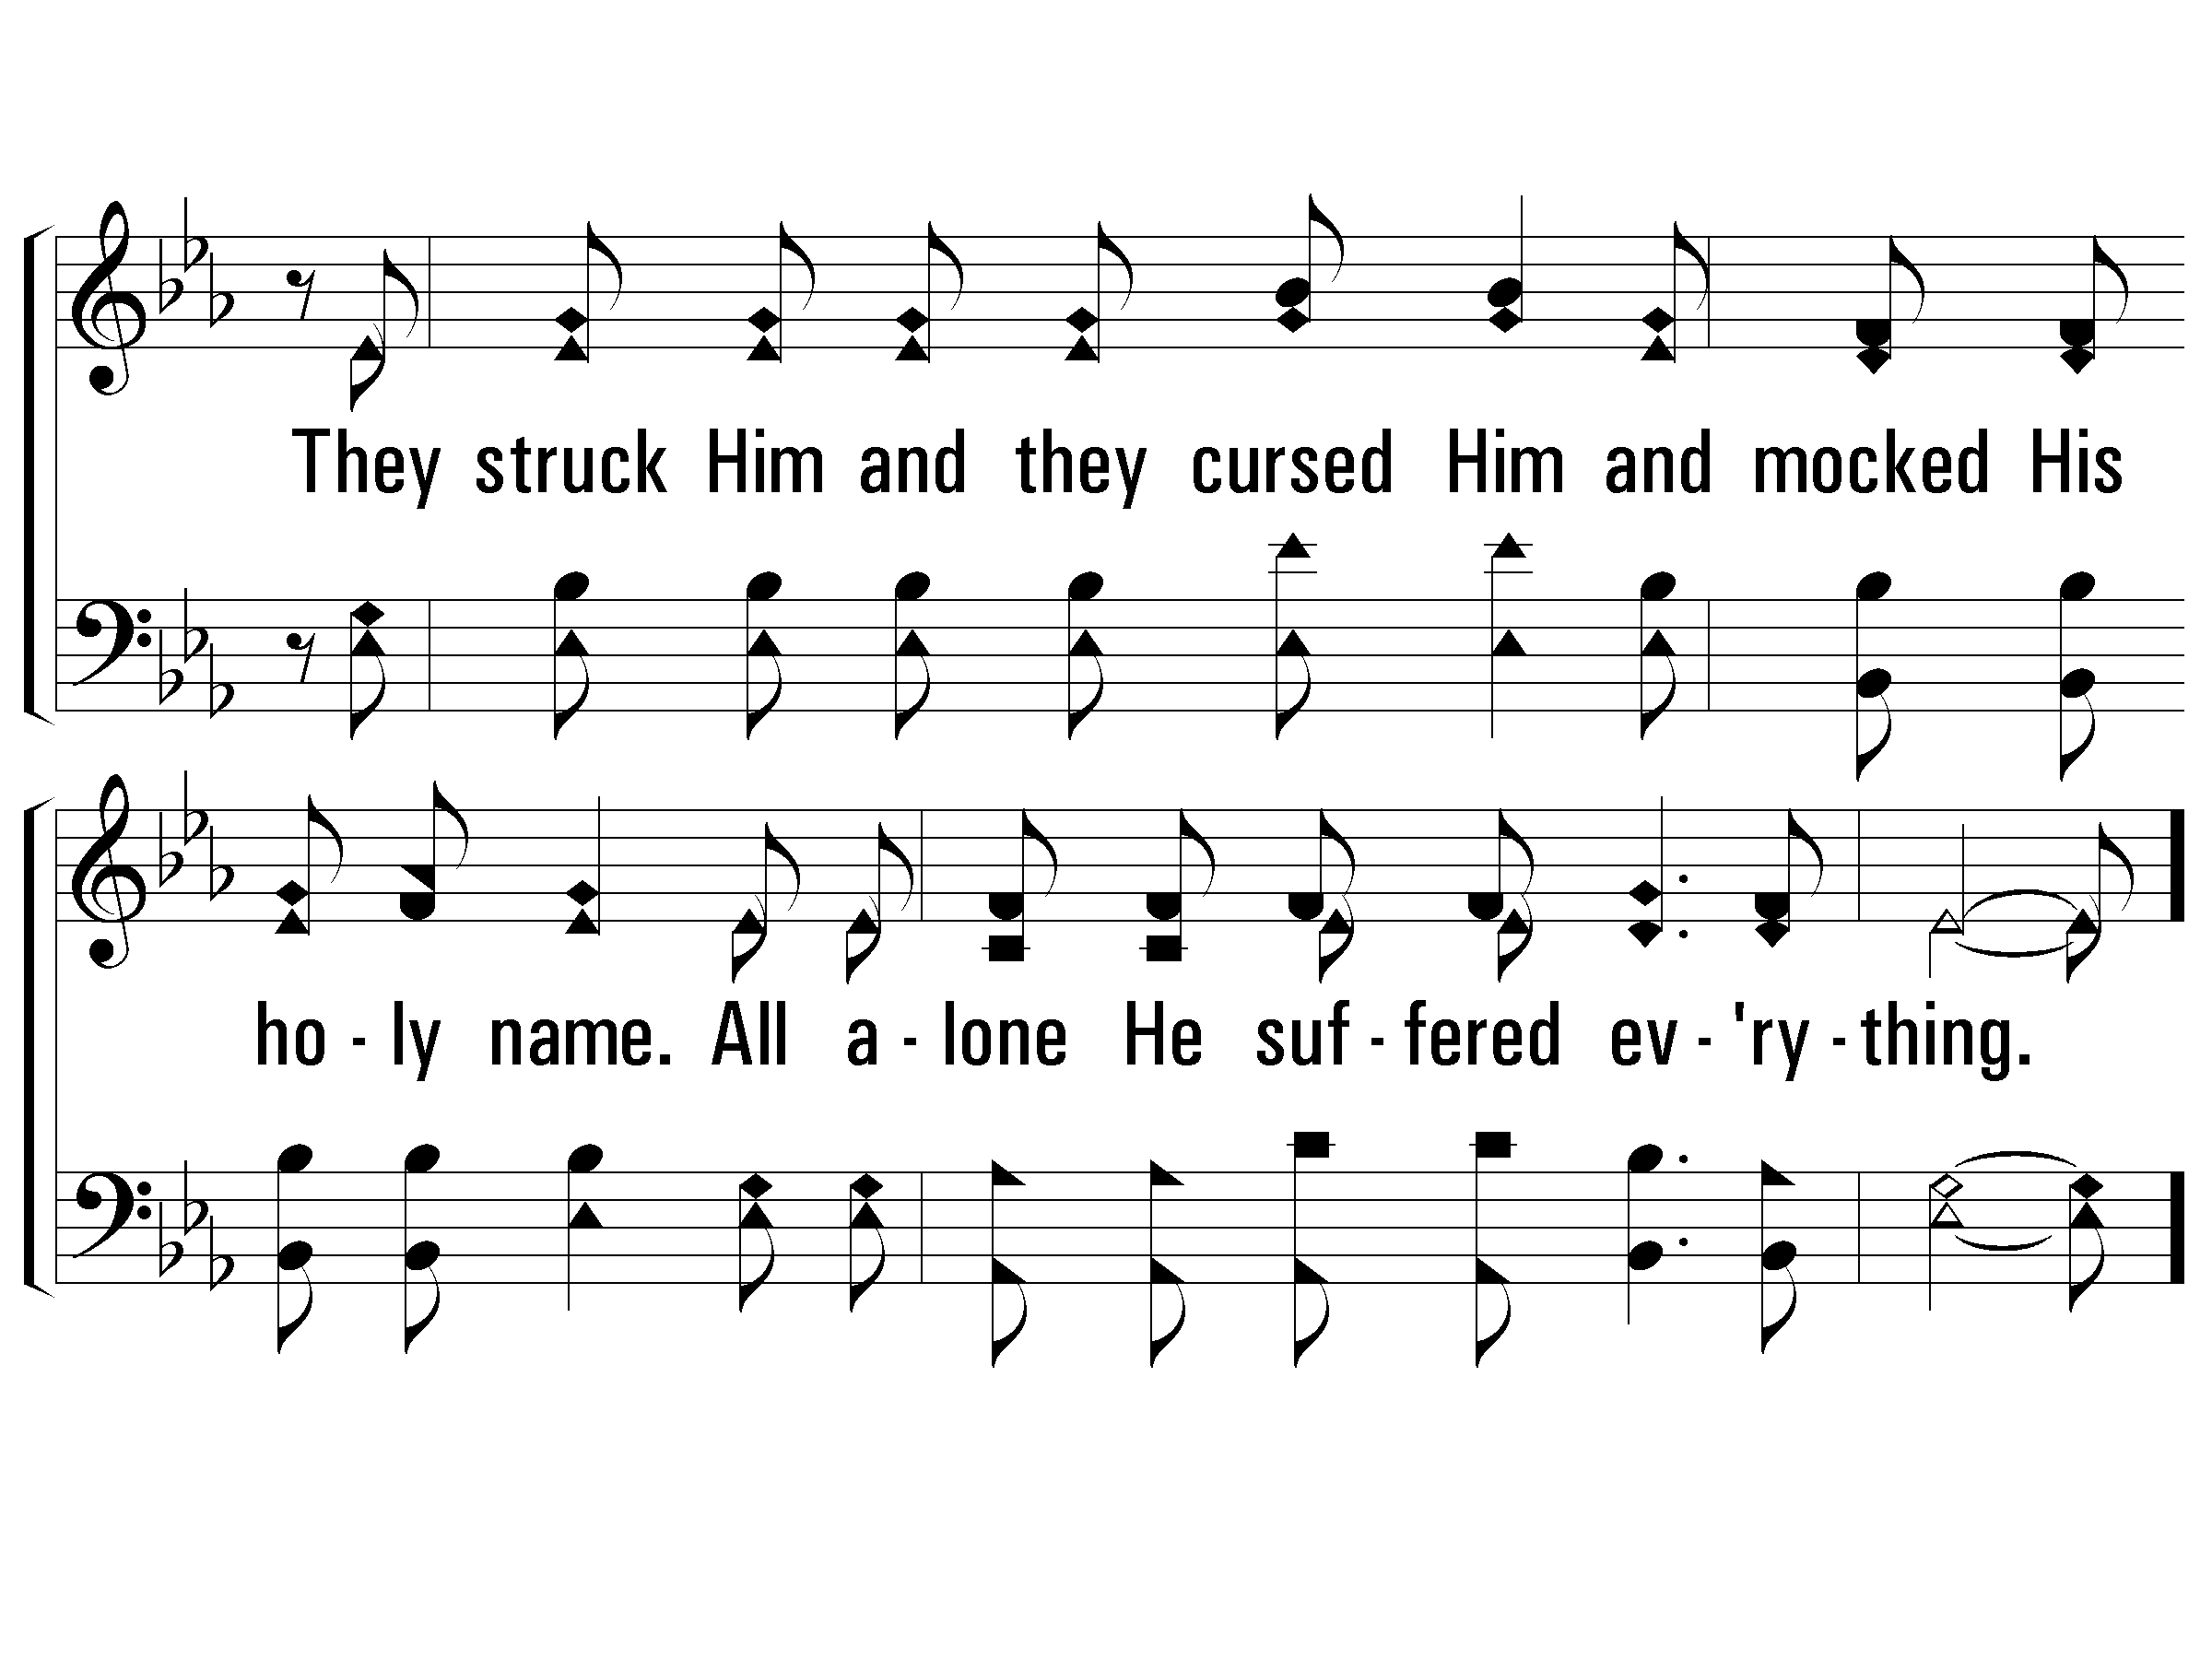 They struck Him and they cursed Him and mocked His
ho - ly name. All a - lone He suf - fered ev - 'ry - thing.